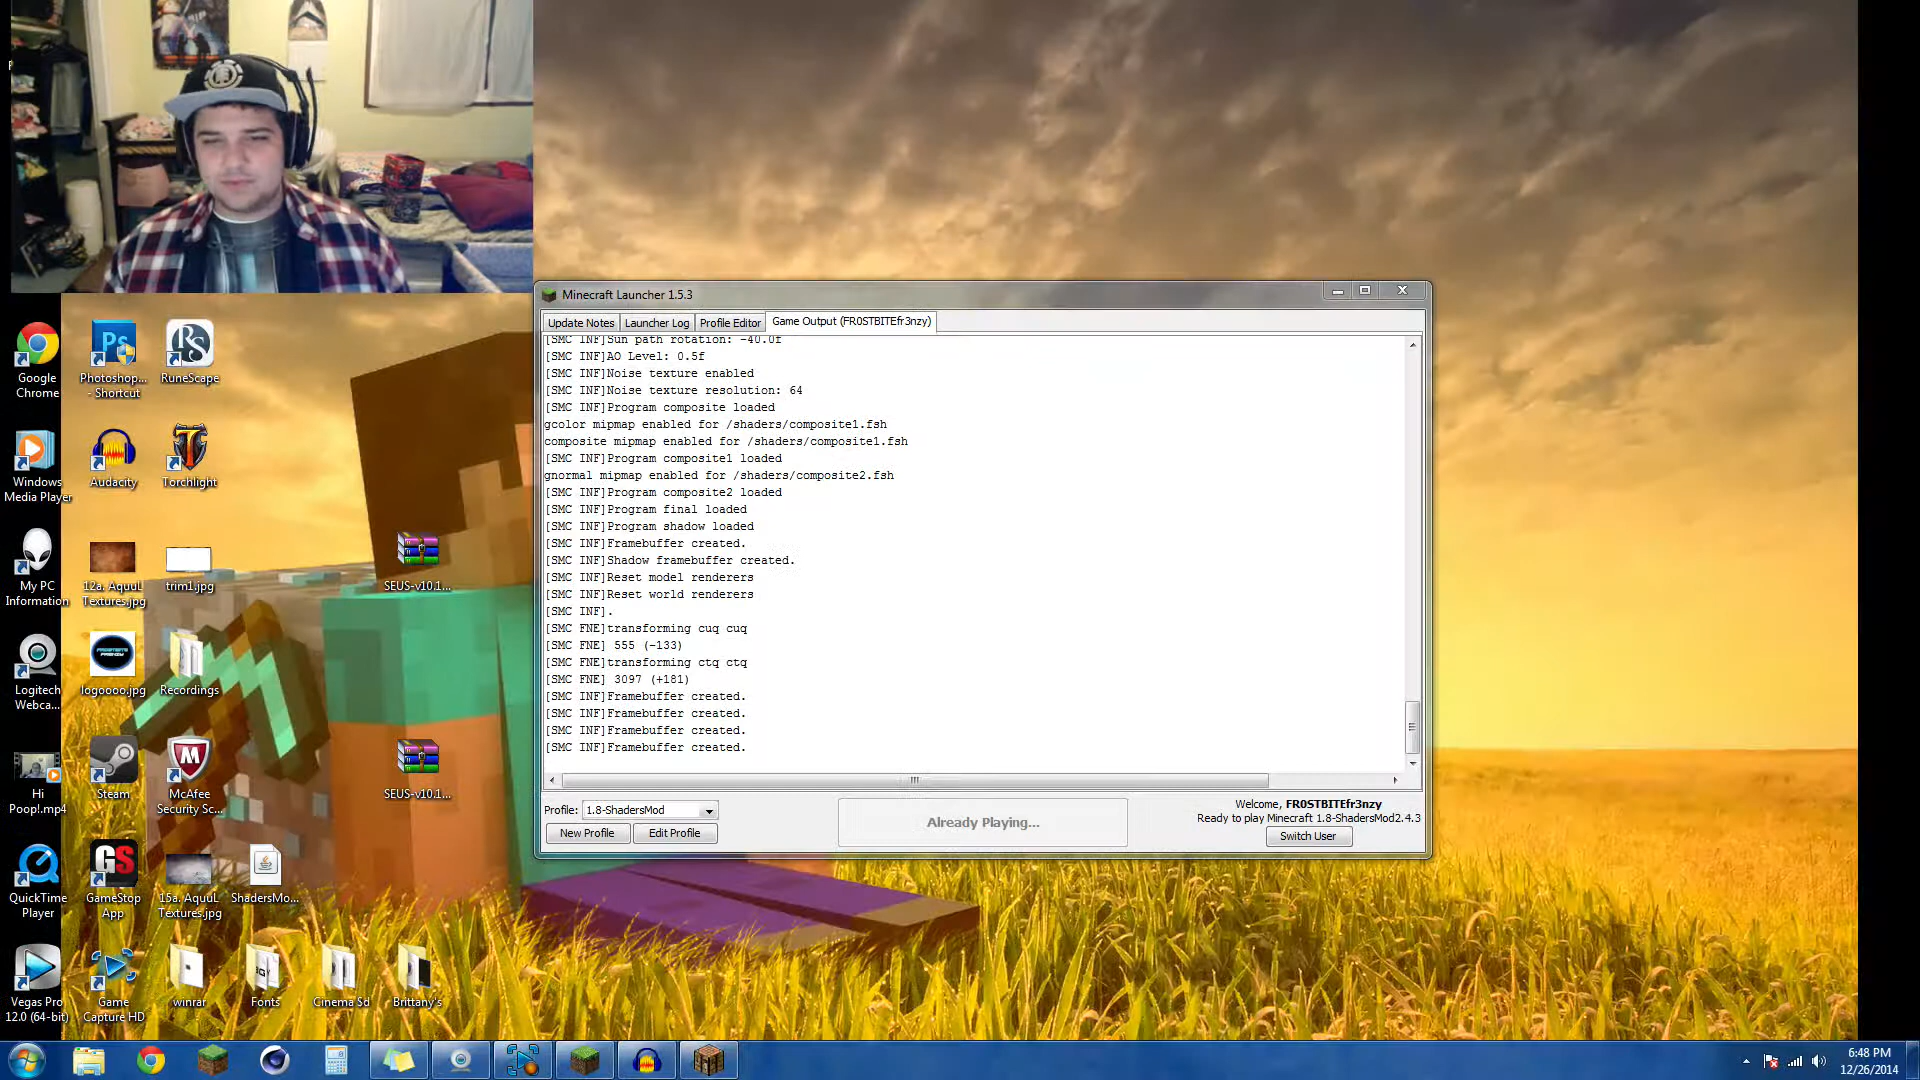 Minecraft Launcher 1.5.3
Update Notes
Launcher Log
Profile Editor
Game Output (FR0STBITEfr3nzy)
[SMC INF]Sun path rotation: -40.0f
[SMC INF]AO Level: 0.5f
[SMC INF]Noise texture enabled
[SMC INF]Noise texture resolution: 64
[SMC INF]Program composite loaded
gcolor mipmap enabled for /shaders/composite1.fsh
composite mipmap enabled for /shaders/composite1.fsh
[SMC INF]Program composite1 loaded
gnormal mipmap enabled for /shaders/composite2.fsh
[SMC INF]Program composite2 loaded
[SMC INF]Program final loaded
[SMC INF]Program shadow loaded
[SMC INF]Framebuffer created.
[SMC INF]Shadow framebuffer created.
[SMC INF]Reset model renderers
[SMC INF]Reset world renderers
[SMC INF].
[SMC FNE]transforming cuq cuq
[SMC FNE] 555 (-133)
[SMC FNE]transforming ctq ctq
[SMC FNE] 3097 (+181)
[SMC INF]Framebuffer created.
[SMC INF]Framebuffer created.
[SMC INF]Framebuffer created.
[SMC INF]Framebuffer created.
Profile: 1.8-ShadersMod
New Profile
Edit Profile
Already Playing...
Welcome, FR0STBITEfr3nzy
Ready to play Minecraft 1.8-ShadersMod2.4.3
Switch User
Google
Chrome
Photoshop...
- Shortcut
RuneScape
Windows
Media Player
Audacity
Torchlight
My PC
Information
12a. AquuL
Textures.jpg
trim1.jpg
SEUS-v10.1...
Logitech
Webca...
logoooo.jpg
Recordings
Hi
Poop!.mp4
Steam
McAfee
Security Sc...
SEUS-v10.1...
QuickTime
Player
GameStop
App
15a. AquuL
Textures.jpg
ShadersMo...
Vegas Pro
12.0 (64-bit)
Game
Capture HD
winrar
Fonts
Cinema 5d
Brittany's
6:48 PM
12/26/2014